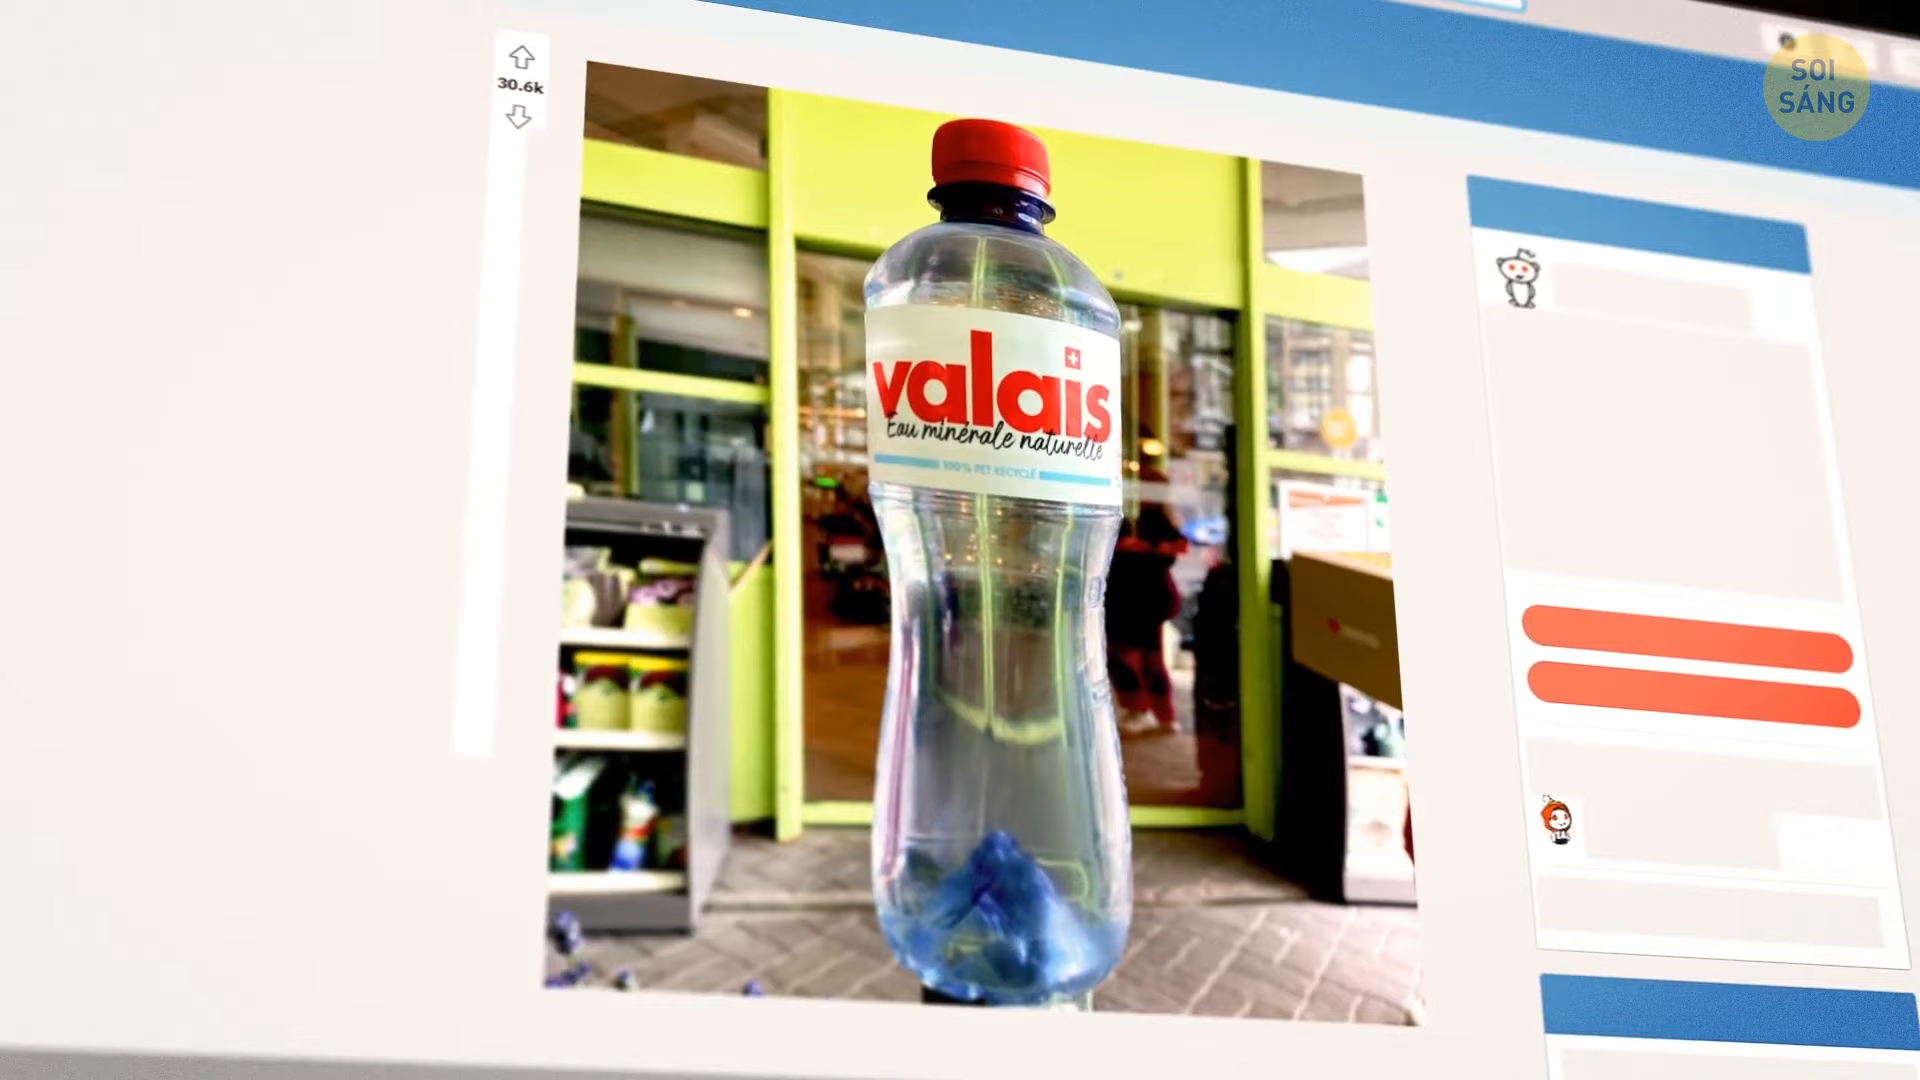 30.6k
SOI
SÁNG
valais
Eau minérale naturelle
100% PET RECYCLÉ